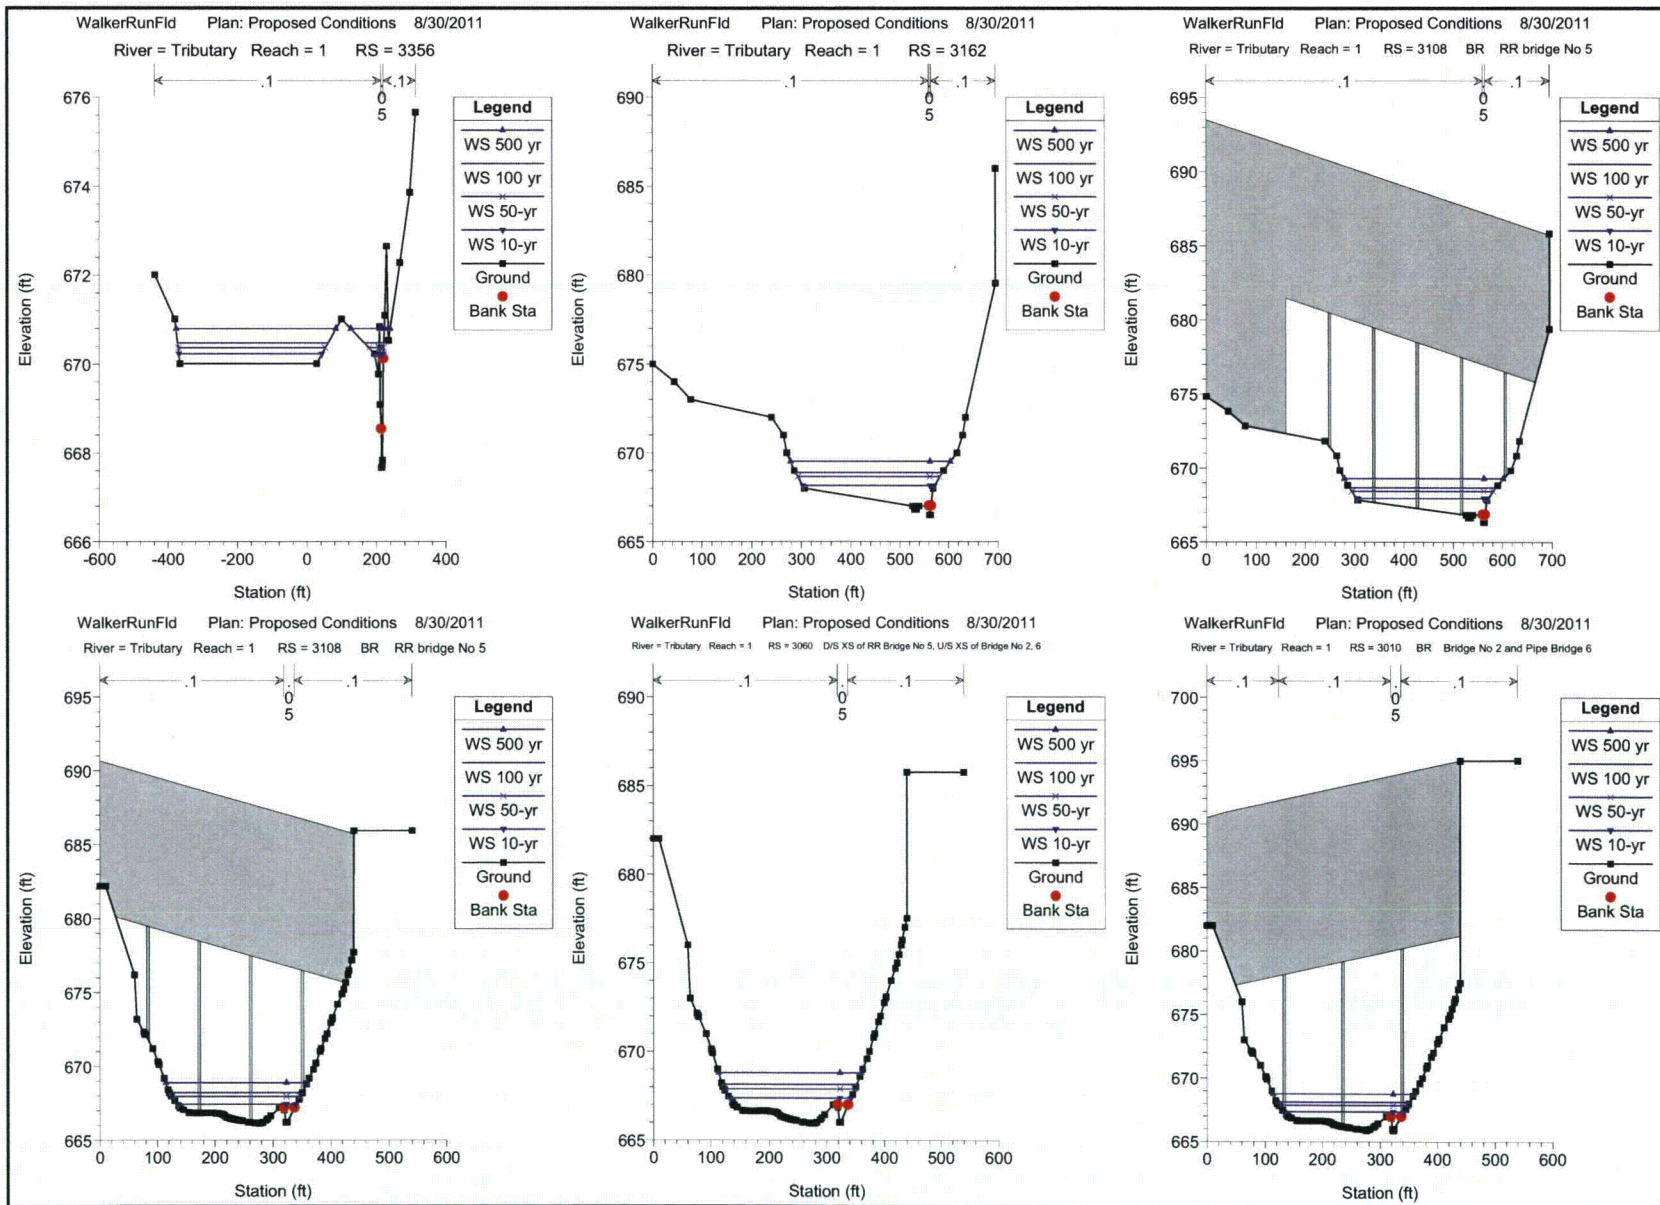 WalkerRunFld Plan: Proposed Conditions 8/30/2011
River = Tributary Reach = 1 RS = 3356
.1
.05
.1
676
674
672
670
668
666
-600 -400 -200 0 200 400
Elevation (ft)
Station (ft)
Legend
WS 500 yr
WS 100 yr
WS 50-yr
WS 10-yr
Ground
Bank Sta
WalkerRunFld Plan: Proposed Conditions 8/30/2011
River = Tributary Reach = 1 RS = 3162
.1
.05
.1
690
685
680
675
670
665
0 100 200 300 400 500 600 700
Elevation (ft)
Station (ft)
Legend
WS 500 yr
WS 100 yr
WS 50-yr
WS 10-yr
Ground
Bank Sta
WalkerRunFld Plan: Proposed Conditions 8/30/2011
River = Tributary Reach = 1 RS = 3108 BR RR bridge No 5
.1
.05
.1
695
690
685
680
675
670
665
0 100 200 300 400 500 600 700
Elevation (ft)
Station (ft)
Legend
WS 500 yr
WS 100 yr
WS 50-yr
WS 10-yr
Ground
Bank Sta
WalkerRunFld Plan: Proposed Conditions 8/30/2011
River = Tributary Reach = 1 RS = 3108 BR RR bridge No 5
.1
.05
.1
695
690
685
680
675
670
665
0 100 200 300 400 500 600
Elevation (ft)
Station (ft)
Legend
WS 500 yr
WS 100 yr
WS 50-yr
WS 10-yr
Ground
Bank Sta
WalkerRunFld Plan: Proposed Conditions 8/30/2011
River = Tributary Reach = 1 RS = 3060 D/S XS of RR Bridge No 5, U/S XS of Bridge No 2, 6
.1
.05
.1
690
685
680
675
670
665
0 100 200 300 400 500 600
Elevation (ft)
Station (ft)
Legend
WS 500 yr
WS 100 yr
WS 50-yr
WS 10-yr
Ground
Bank Sta
WalkerRunFld Plan: Proposed Conditions 8/30/2011
River = Tributary Reach = 1 RS = 3010 BR Bridge No 2 and Pipe Bridge 6
.1
.1
.05
.1
700
695
690
685
680
675
670
665
0 100 200 300 400 500 600
Elevation (ft)
Station (ft)
Legend
WS 500 yr
WS 100 yr
WS 50-yr
WS 10-yr
Ground
Bank Sta